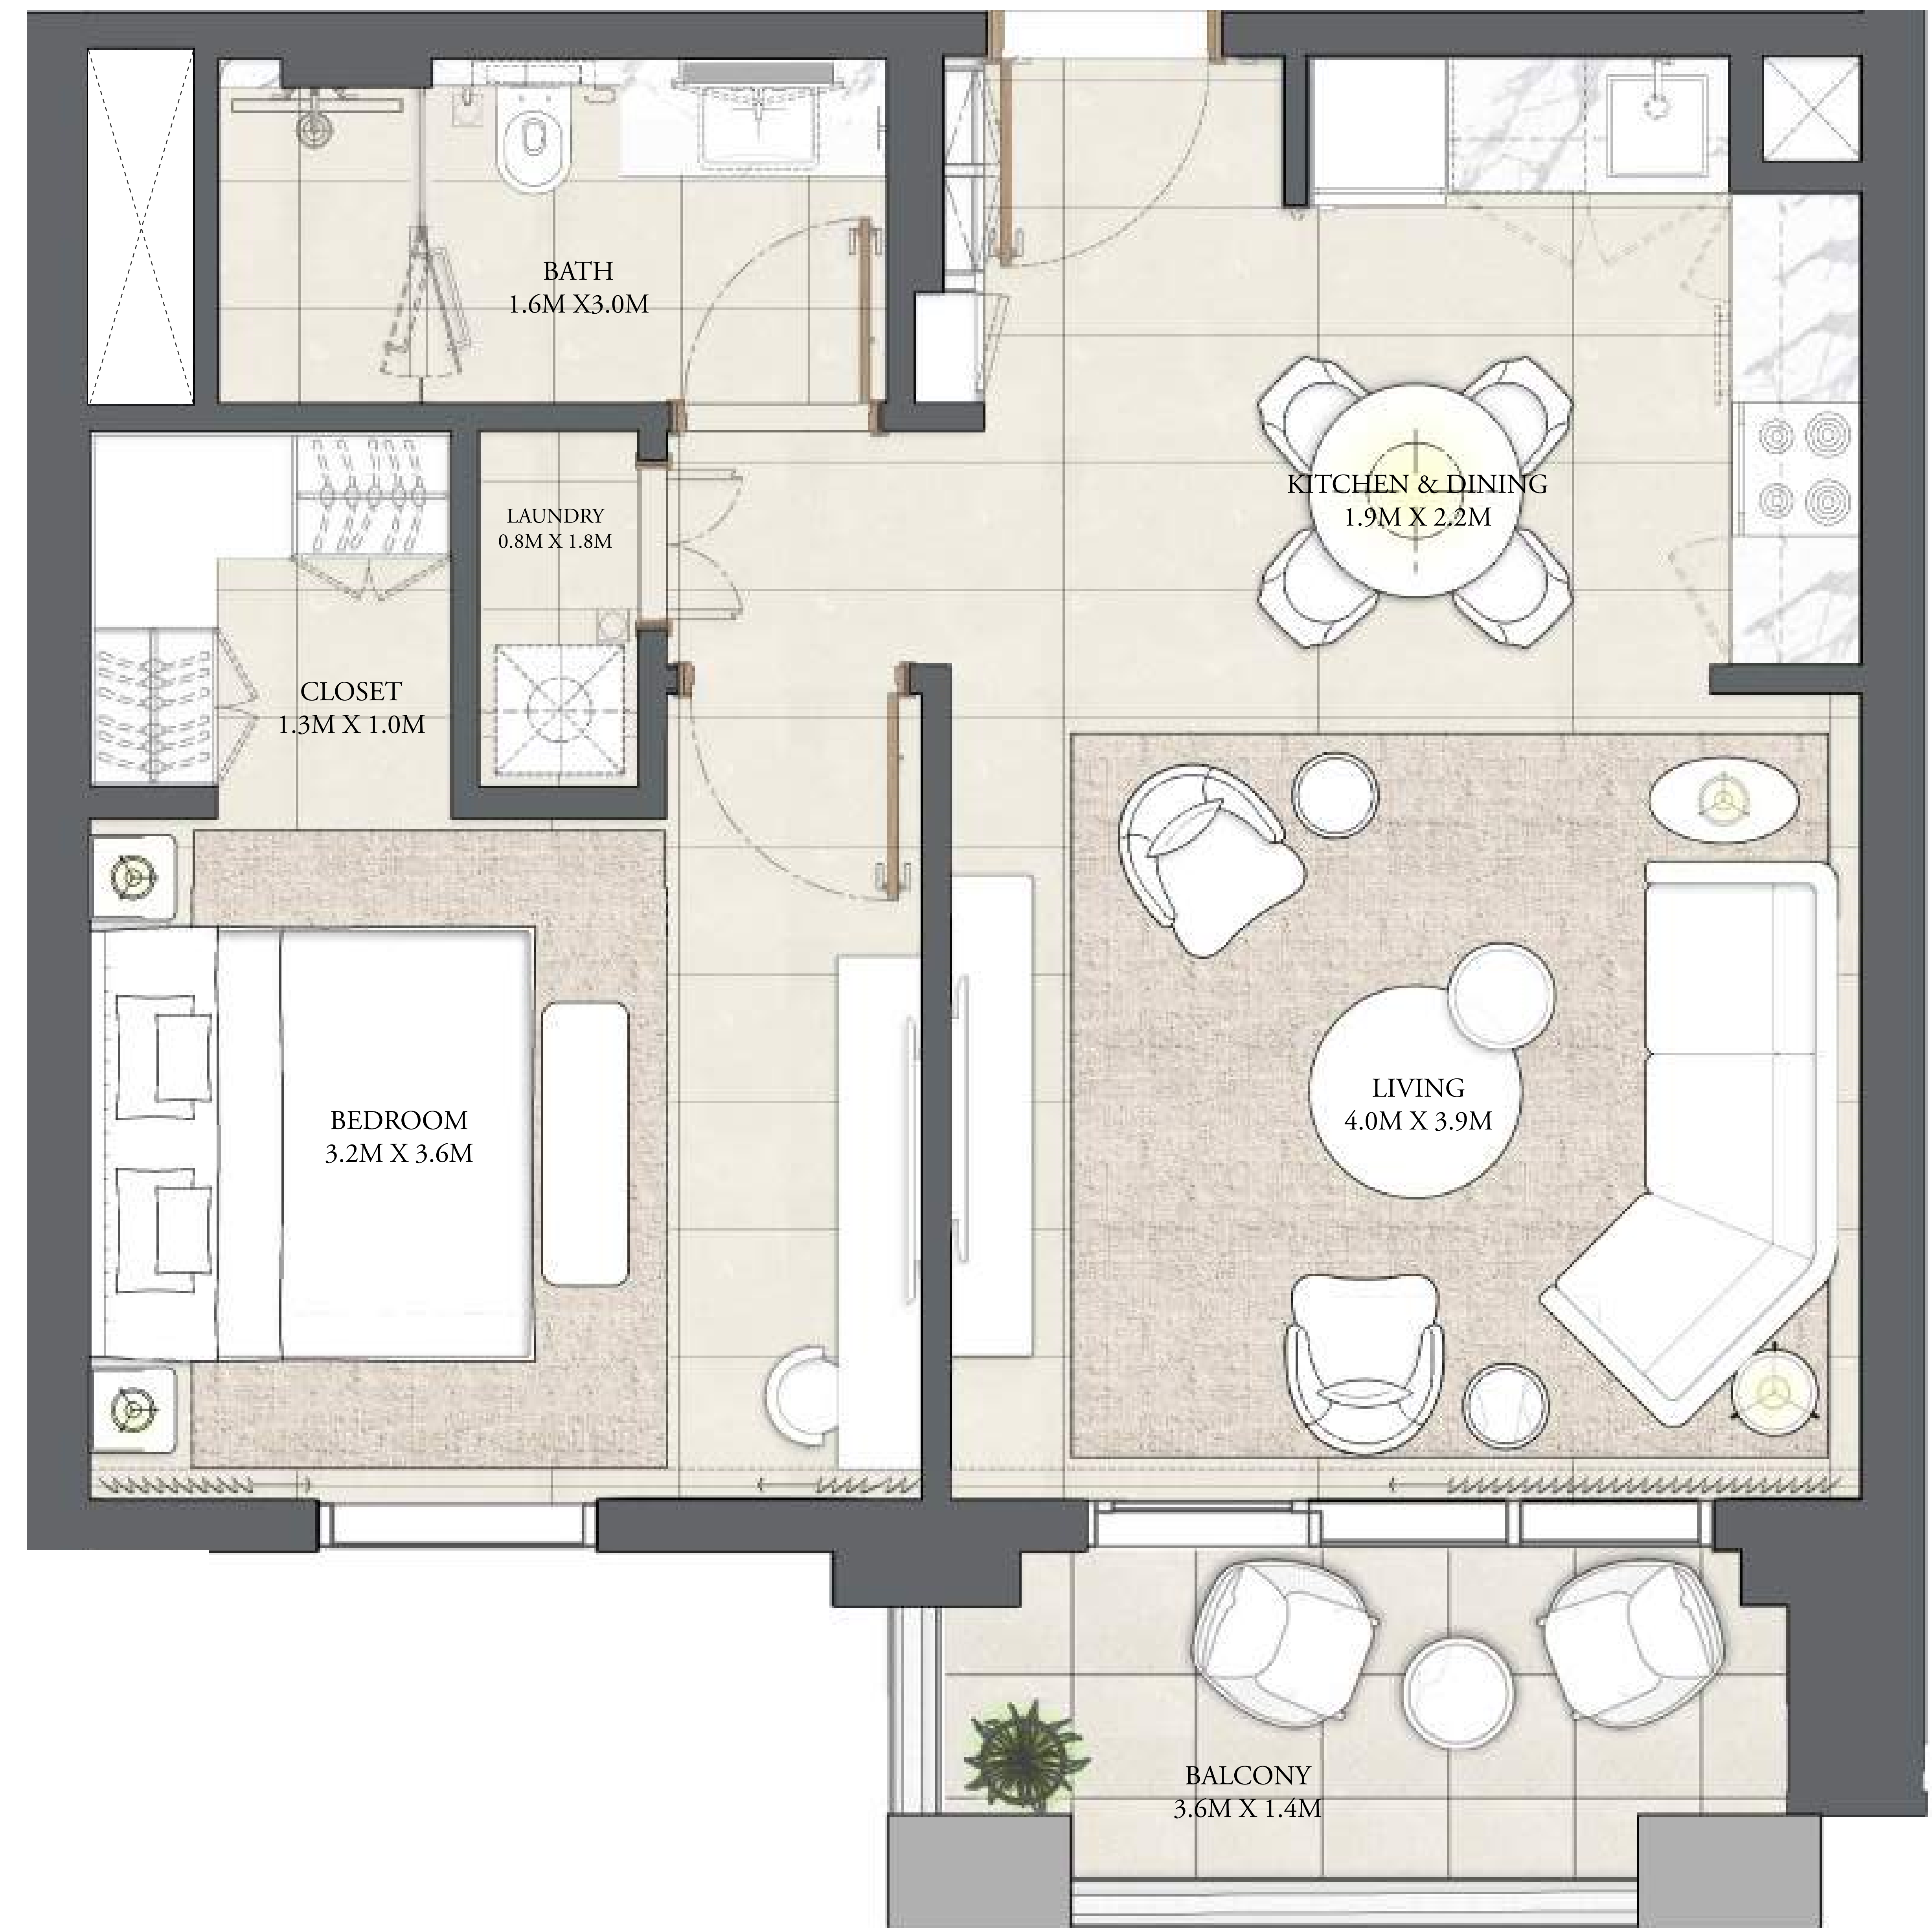 BATH
1.6M X3.0M
KITCHEN & DINING
1.9M X 2.2M
LAUNDRY
0.8M X 1.8M
CLOSET
1.3M X 1.0M
BEDROOM
3.2M X 3.6M
LIVING
4.0M X 3.9M
BALCONY
3.6M X 1.4M